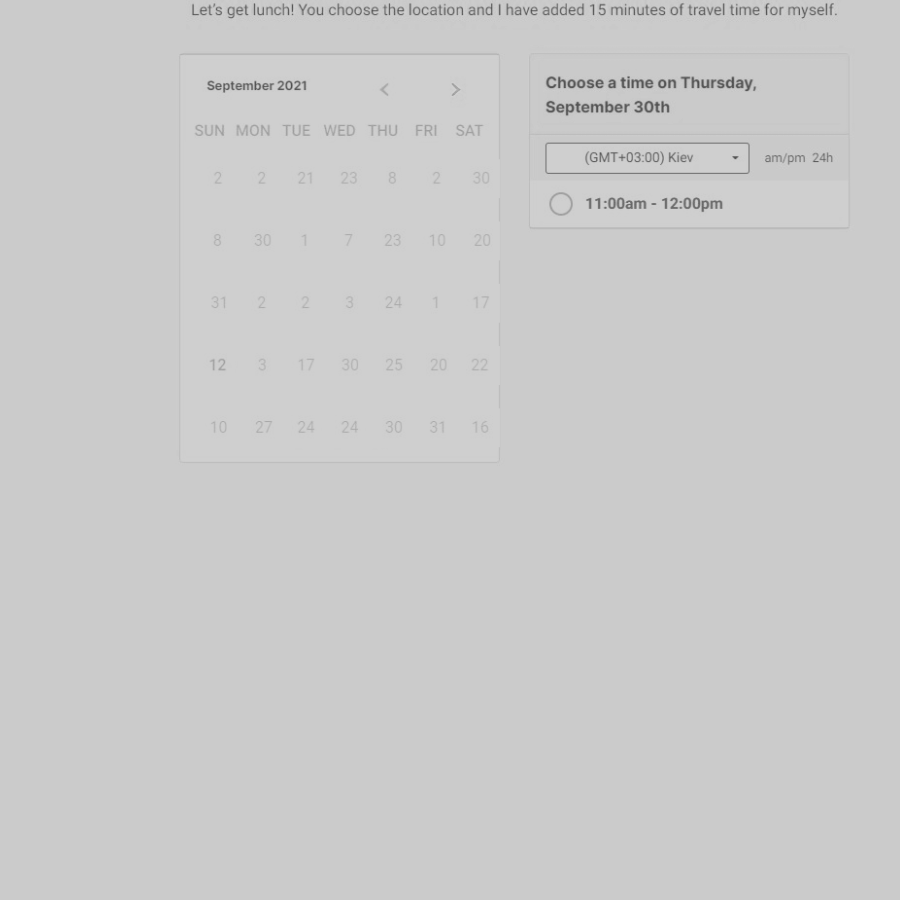 Let's get lunch! You choose the location and I have added 15 minutes of travel time for myself.
September 2021
SUN MON TUE WED THU FRI SAT
2 2 21 23 8 2 30
8 30 1 7 23 10 20
31 2 2 3 24 1 17
12 3 17 30 25 20 22
10 27 24 24 30 31 16
Choose a time on Thursday,
September 30th
(GMT+03:00) Kiev am/pm 24h
11:00am - 12:00pm